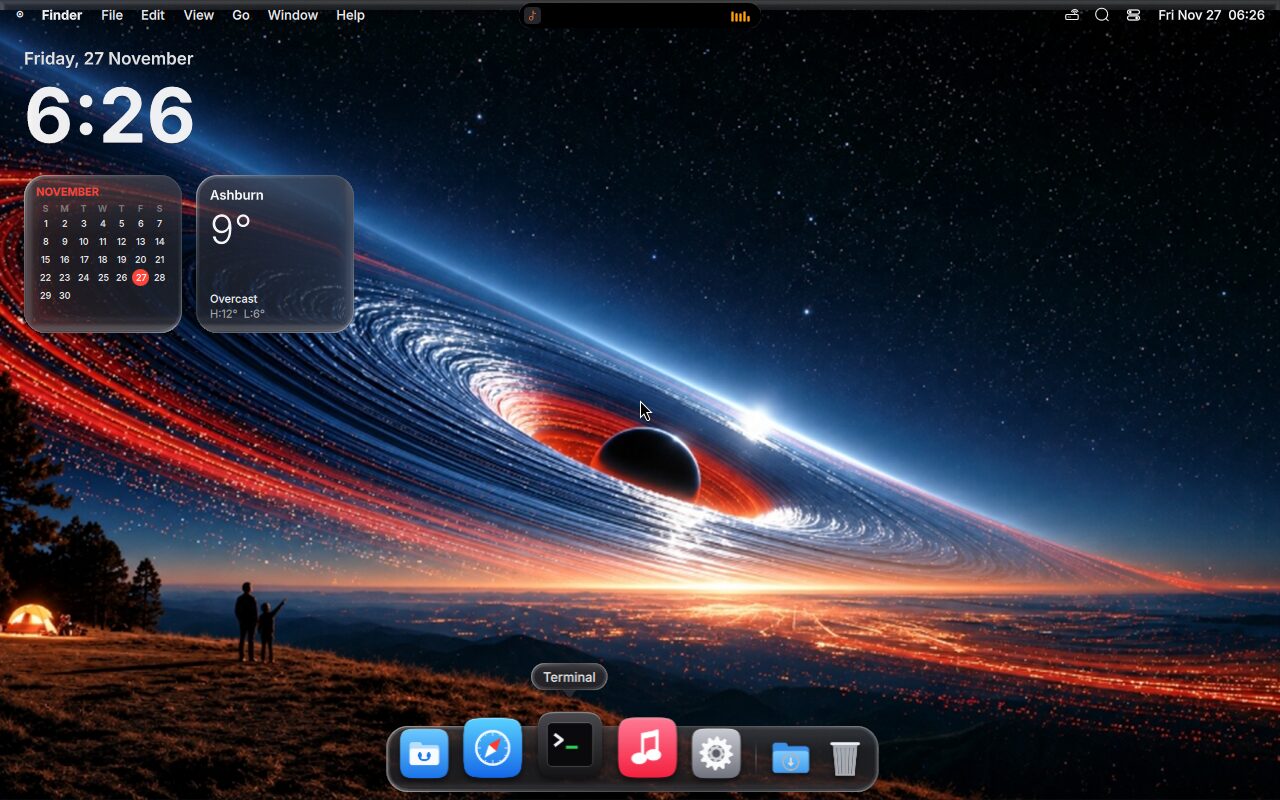 Finder File Edit View Go Window Help Fri Nov 27 06:26
Friday, 27 November
6:26
NOVEMBER
S M T W T F S
1 2 3 4 5 6 7
8 9 10 11 12 13 14
15 16 17 18 19 20 21
22 23 24 25 26 27 28
29 30
Ashburn
9°
Overcast
H:12° L:6°
Terminal